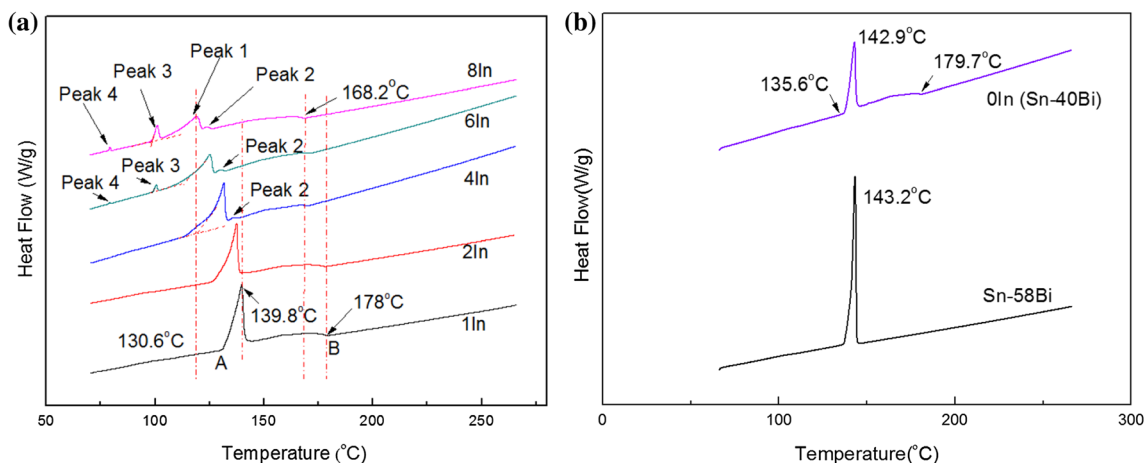 (a)
Peak 1
Peak 3
Peak 2
Peak 4
8In
168.2°C
6In
Peak 2
Peak 3
Peak 4
4In
Peak 2
2In
139.8°C
178°C
130.6°C
1In
A
B
Heat Flow (W/g)
50
100
150
200
250
Temperature (°C)
(b)
142.9°C
179.7°C
135.6°C
0In (Sn-40Bi)
143.2°C
Sn-58Bi
Heat Flow(W/g)
0
100
200
300
Temperature(°C)